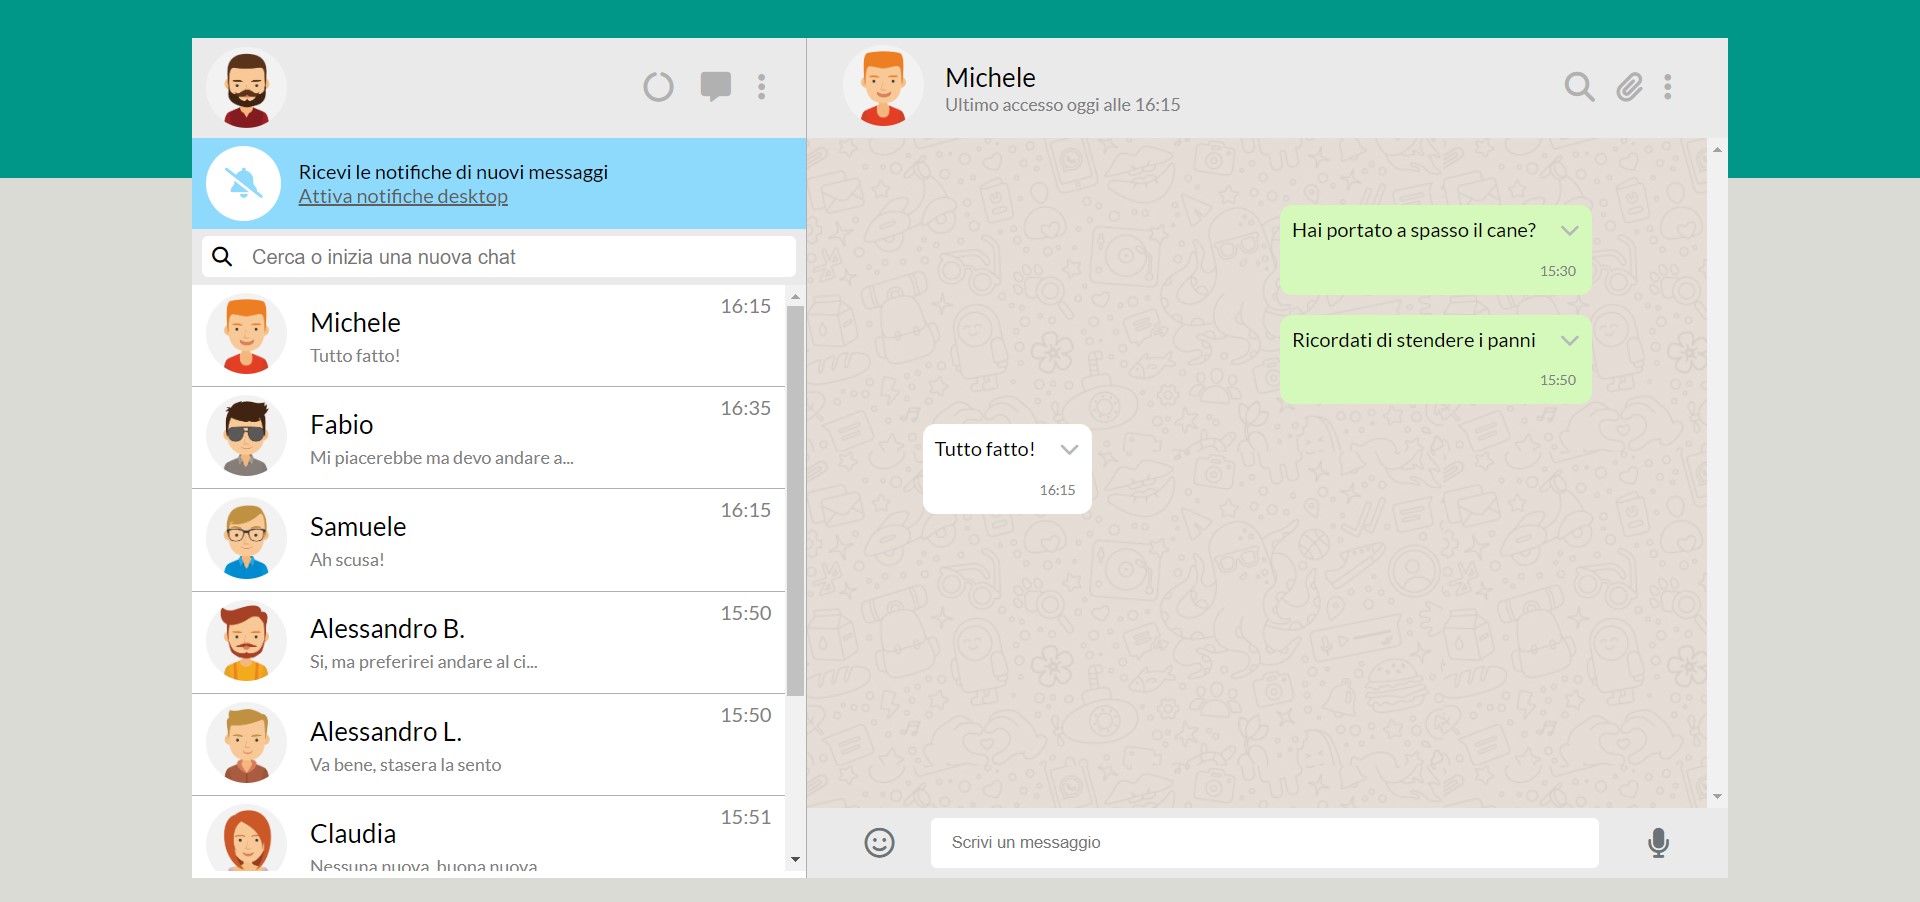 Michele
Ultimo accesso oggi alle 16:15
Ricevi le notifiche di nuovi messaggi
Attiva notifiche desktop
Cerca o inizia una nuova chat
Michele
16:15
Tutto fatto!
Fabio
16:35
Mi piacerebbe ma devo andare a...
Samuele
16:15
Ah scusa!
Alessandro B.
15:50
Si, ma preferirei andare al ci...
Alessandro L.
15:50
Va bene, stasera la sento
Claudia
15:51
Nessuna nuova, buona nuova
Hai portato a spasso il cane?
15:30
Ricordati di stendere i panni
15:50
Tutto fatto!
16:15
Scrivi un messaggio